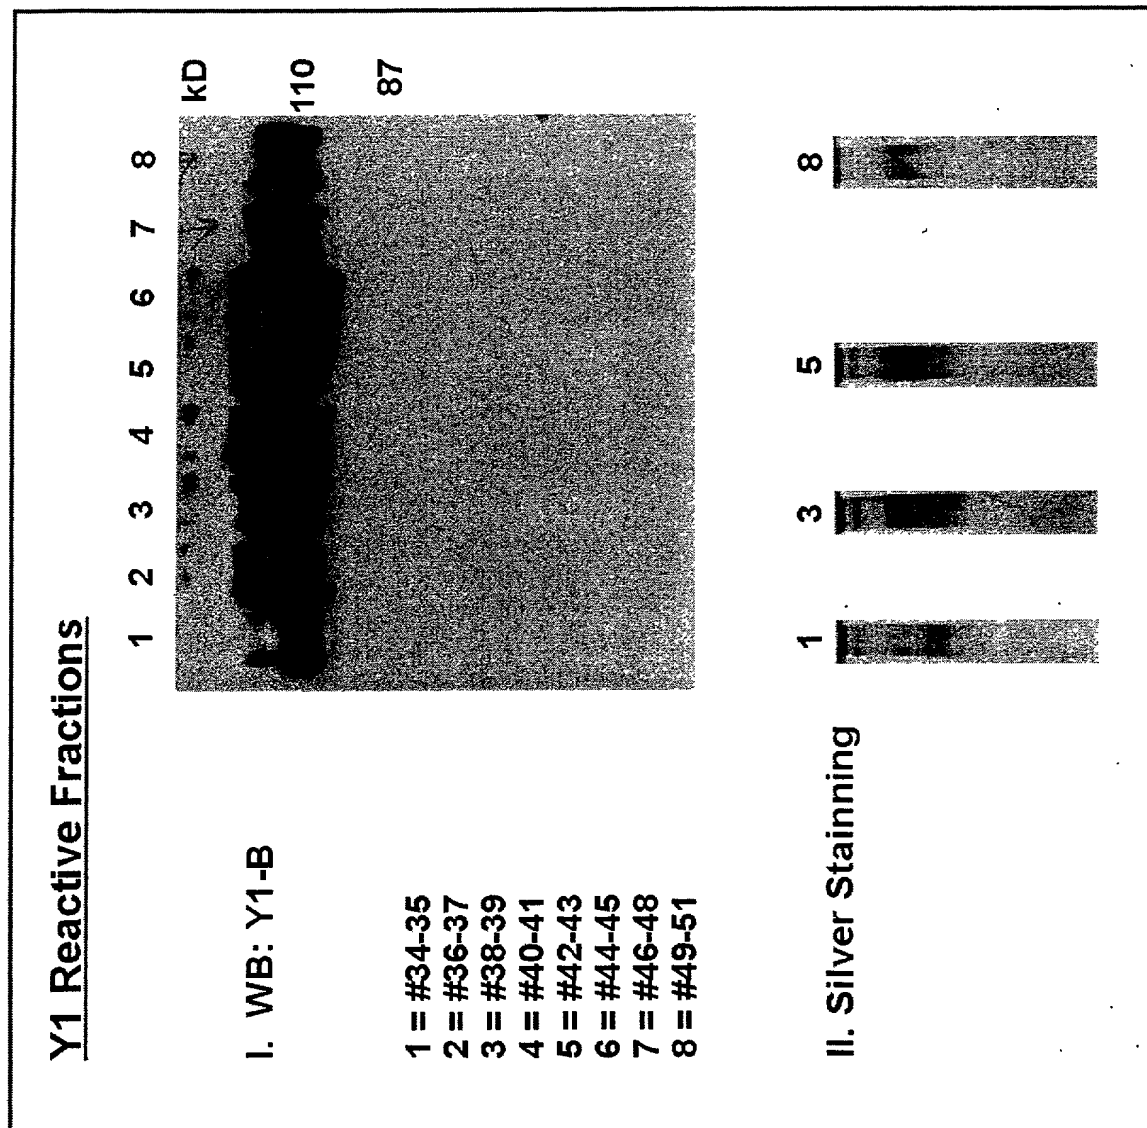 Y1 Reactive Fractions
I. WB: Y1-B
1 2 3 4 5 6 7 8
kD
110
87
1 = #34-35
2 = #36-37
3 = #38-39
4 = #40-41
5 = #42-43
6 = #44-45
7 = #46-48
8 = #49-51
II. Silver Stainning
1 3 5 8